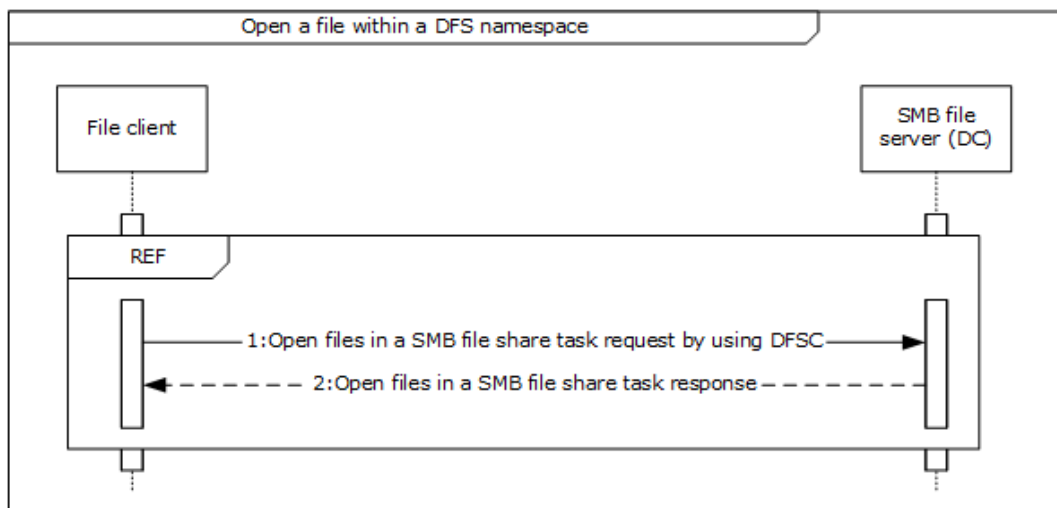 Open a file within a DFS namespace
File client
SMB file
server (DC)
REF
1:Open files in a SMB file share task request by using DFSC
2:Open files in a SMB file share task response